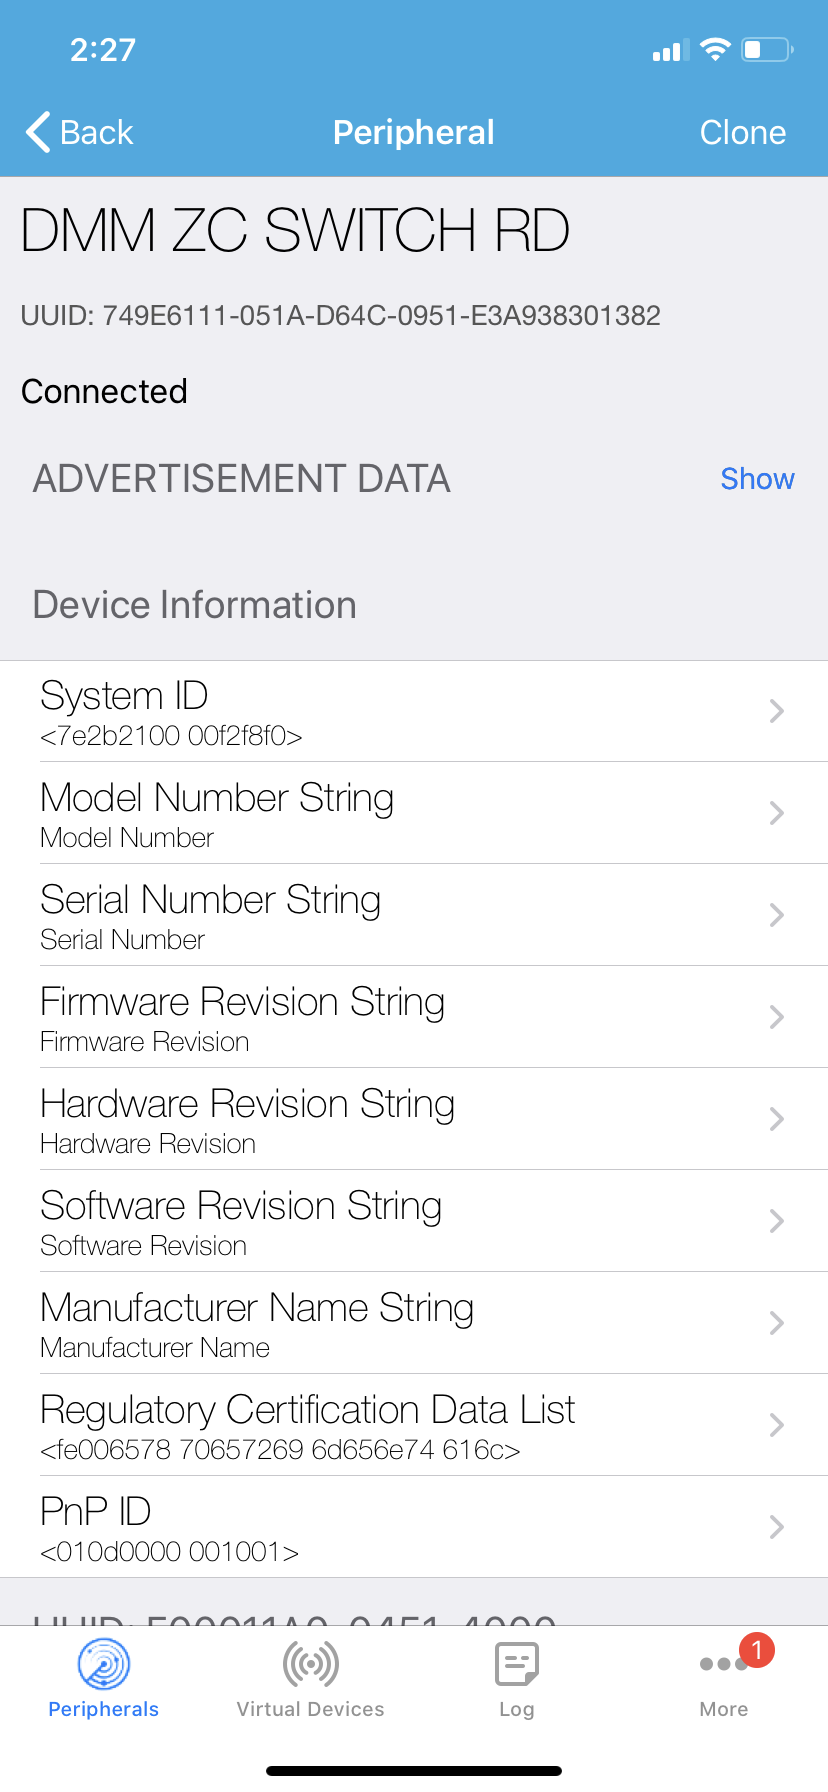 2:27
Back
Peripheral
Clone
DMM ZC SWITCH RD
UUID: 749E6111-051A-D64C-0951-E3A938301382
Connected
ADVERTISEMENT DATA
Show
Device Information
System ID
<7e2b2100 00f2f8f0>
Model Number String
Model Number
Serial Number String
Serial Number
Firmware Revision String
Firmware Revision
Hardware Revision String
Hardware Revision
Software Revision String
Software Revision
Manufacturer Name String
Manufacturer Name
Regulatory Certification Data List
<fe006578 70657269 6d656e74 616c>
PnP ID
<010d0000 001001>
UUID:
1
Peripherals
Virtual Devices
Log
More